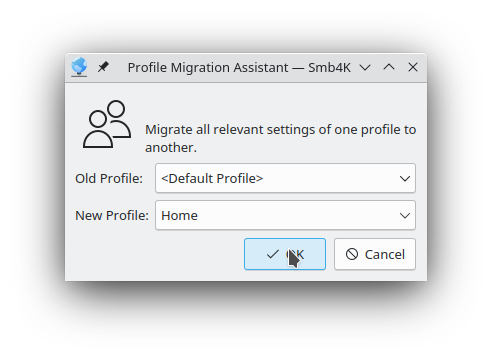 Profile Migration Assistant — Smb4K
Migrate all relevant settings of one profile to
another.
Old Profile: <Default Profile>
New Profile: Home
OK Cancel